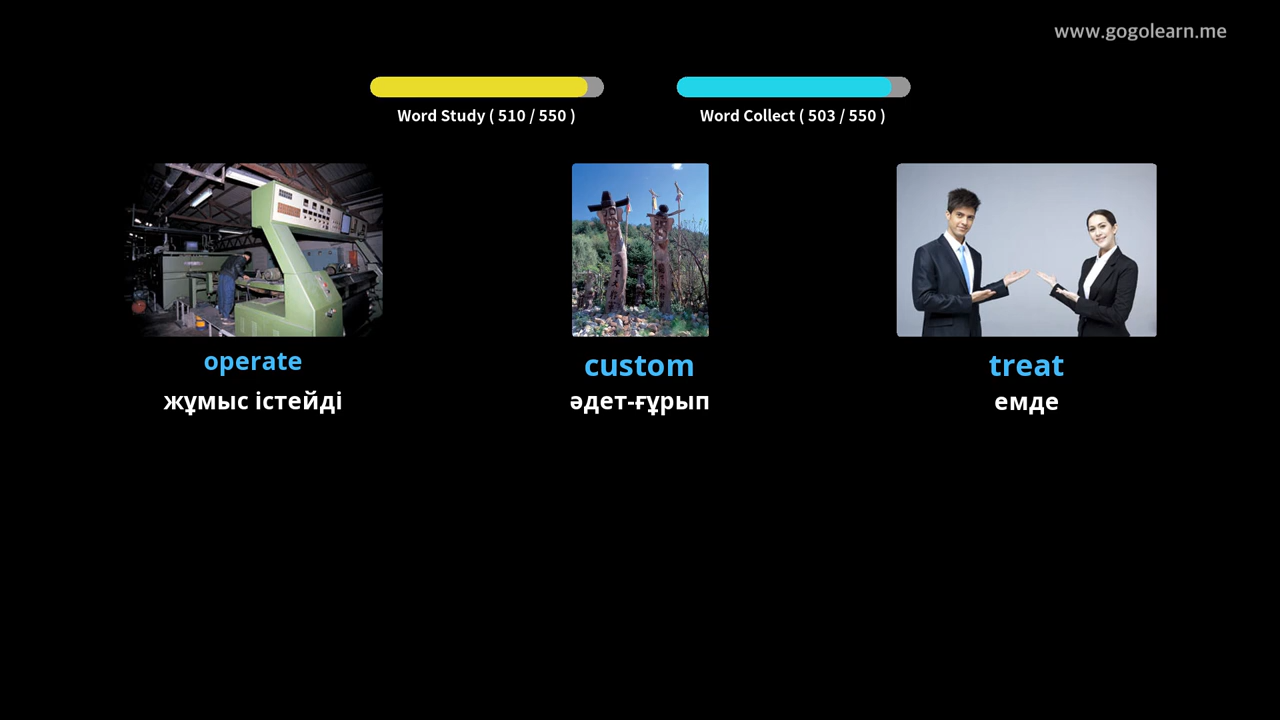 www.gogolearn.me
Word Study ( 510 / 550 )
Word Collect ( 503 / 550 )
operate
custom
treat
жұмыс істейді
әдет-ғұрып
емде